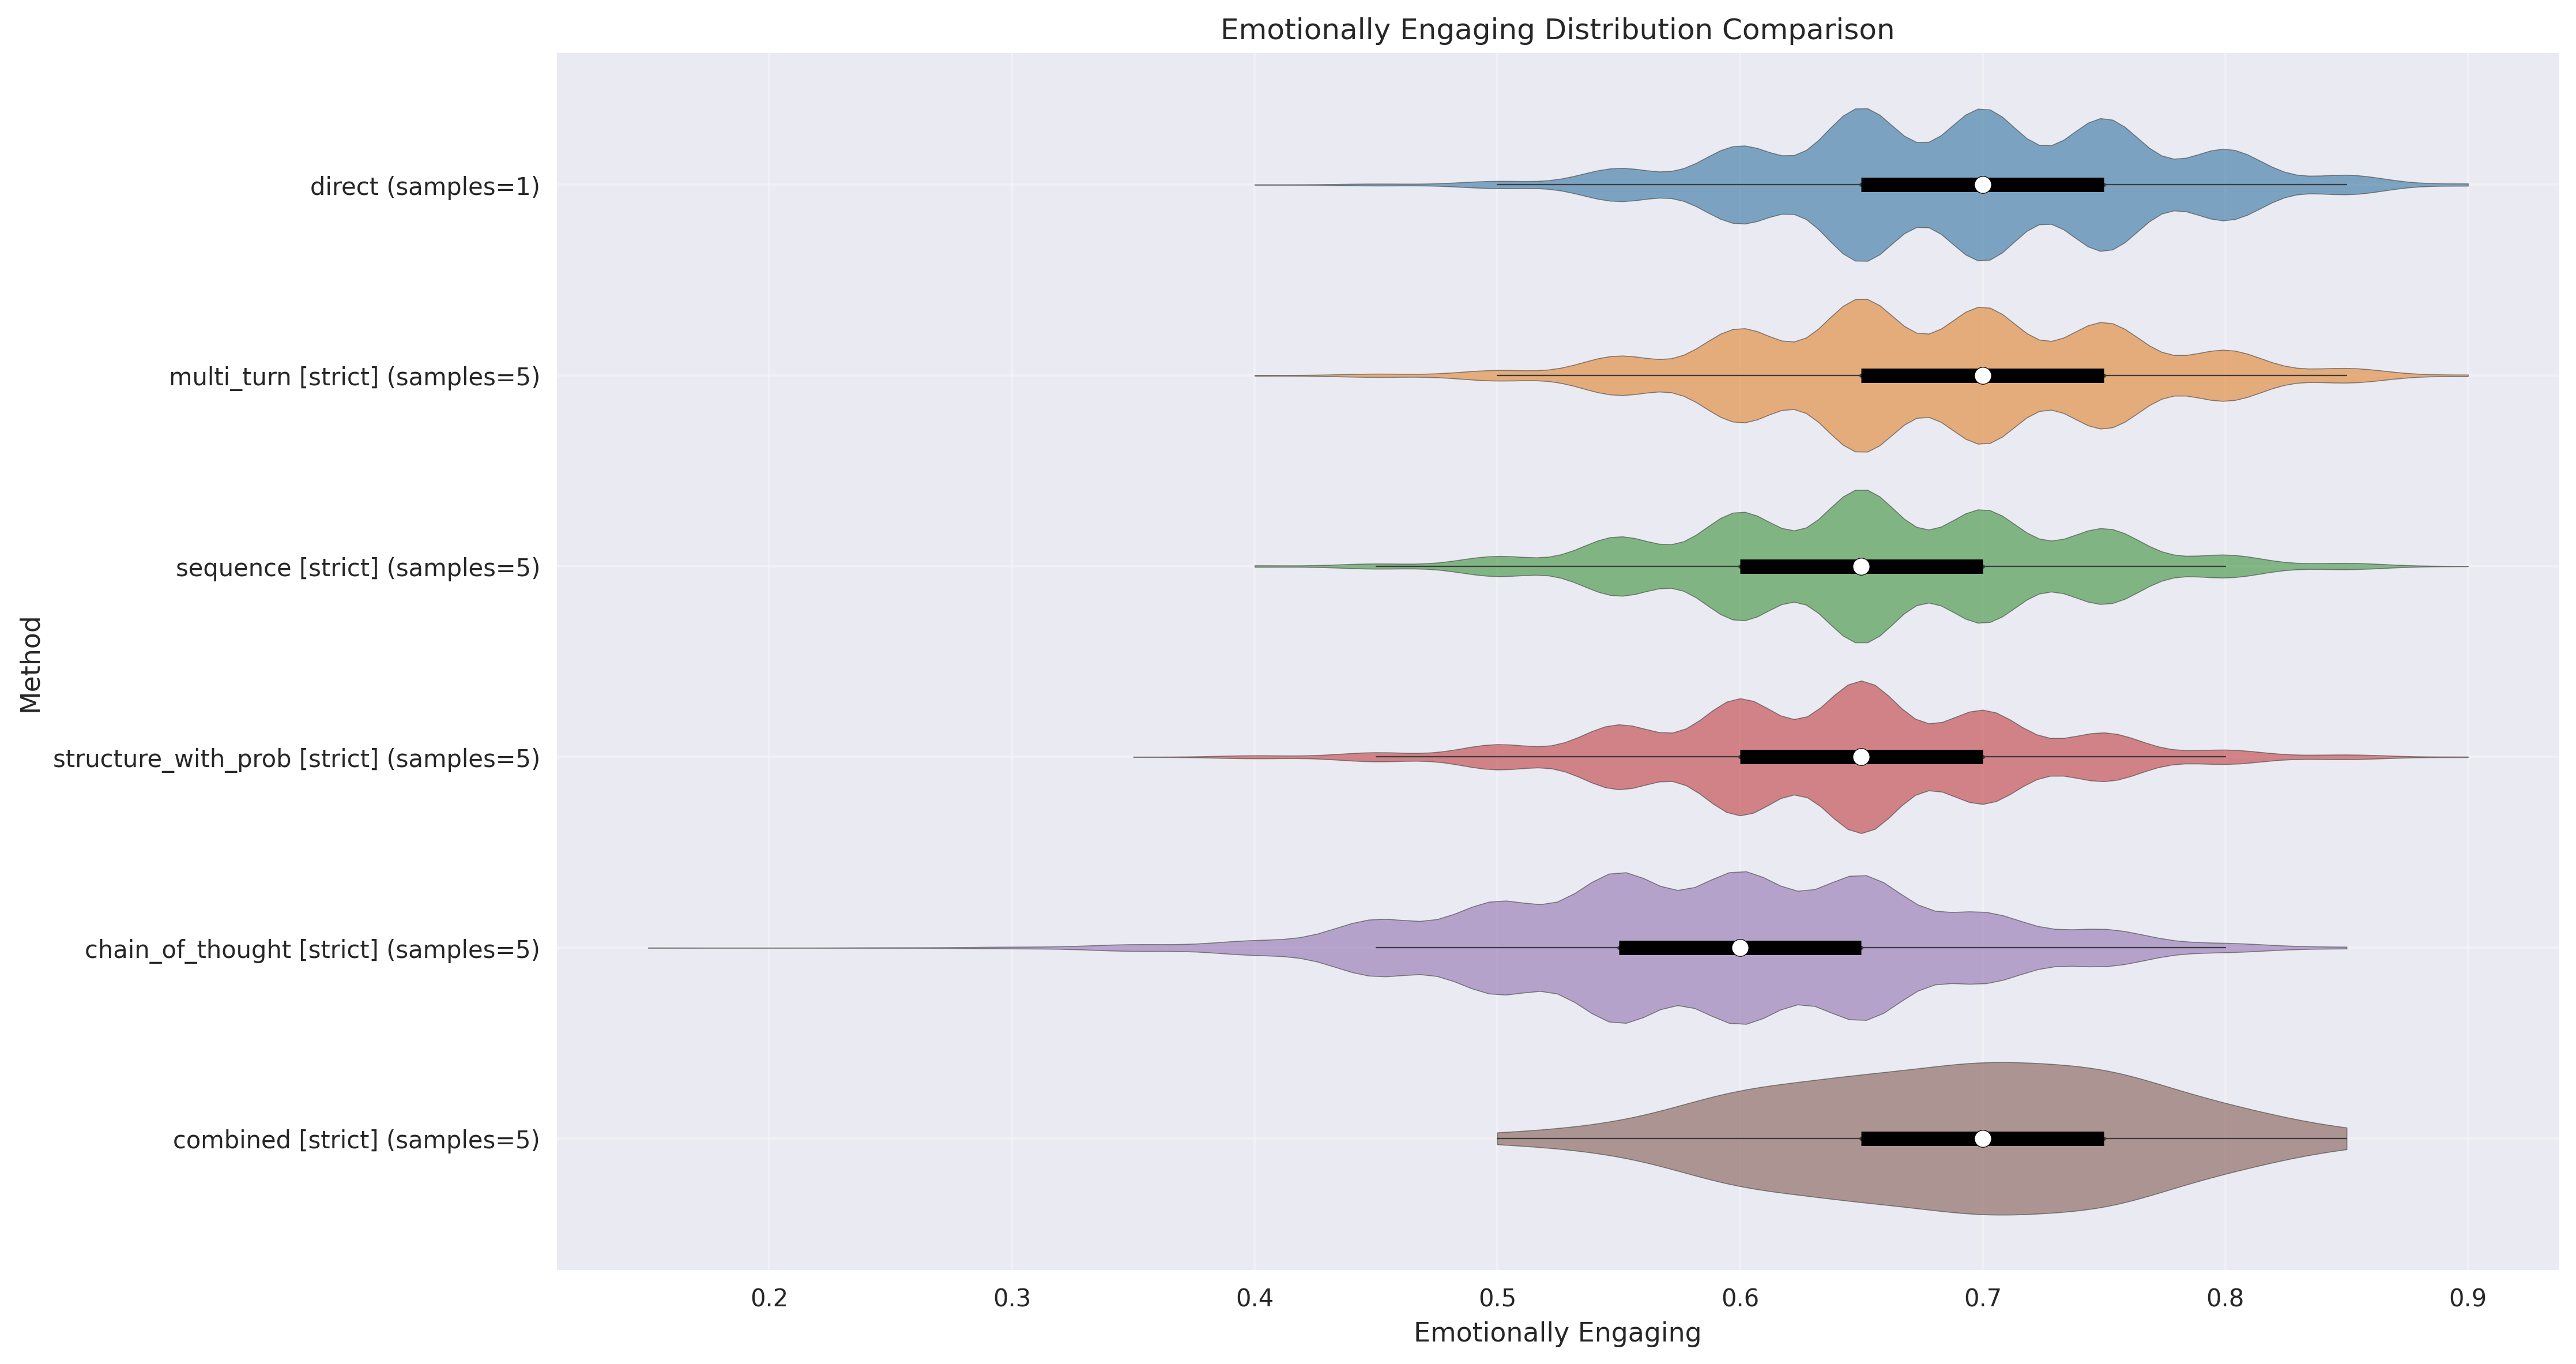 Emotionally Engaging Distribution Comparison
Method
direct (samples=1)
multi_turn [strict] (samples=5)
sequence [strict] (samples=5)
structure_with_prob [strict] (samples=5)
chain_of_thought [strict] (samples=5)
combined [strict] (samples=5)
0.2 0.3 0.4 0.5 0.6 0.7 0.8 0.9
Emotionally Engaging